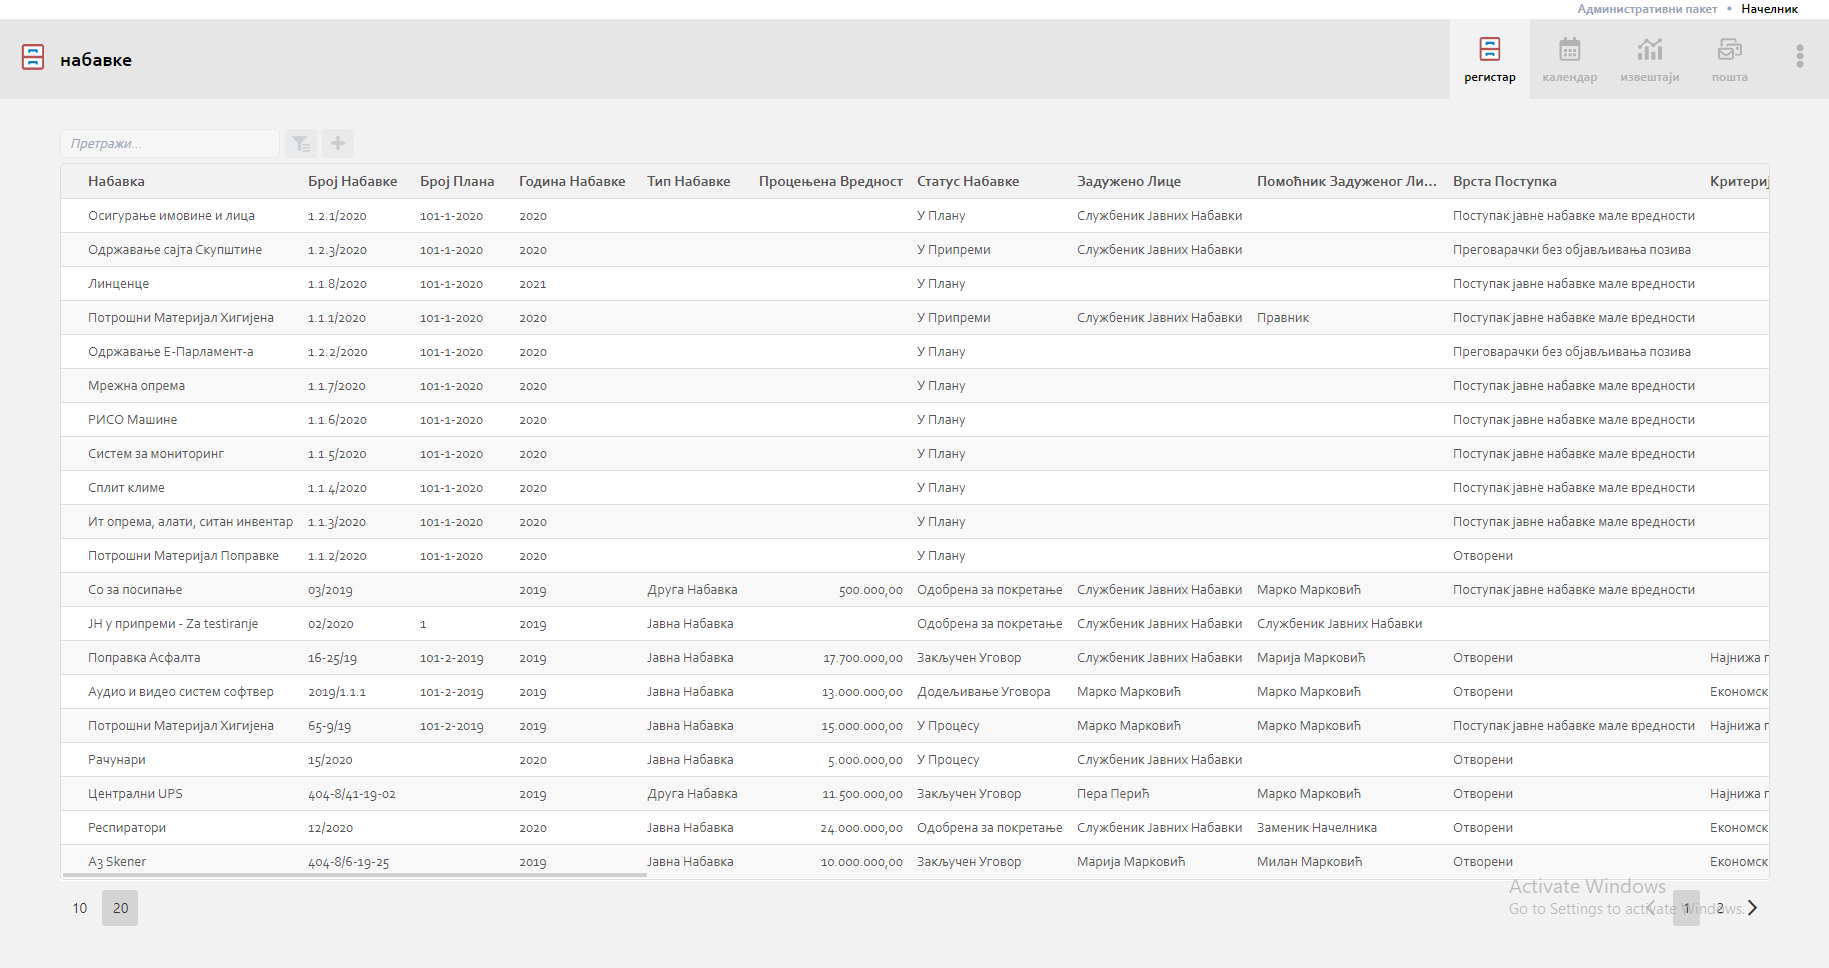 Административни пакет • Начелник
набавке
регистар календар извештаји пошта
Претражи...
Набавка Број Набавке Број Плана Година Набавке Тип Набавке Процењена Вредност Статус Набавке Задужено Лице Помоћник Задуженог Ли... Врста Поступка Критериј
Осигурање имовине и лица 1.2.1/2020 101-1-2020 2020 У Плану Службеник Јавних Набавки Поступак јавне набавке мале вредности
Одржавање сајта Скупштине 1.2.3/2020 101-1-2020 2020 У Припреми Службеник Јавних Набавки Преговарачки без објављивања позива
Линценце 1.1.8/2020 101-1-2020 2021 У Плану Поступак јавне набавке мале вредности
Потрошни Материјал Хигијена 1.1.1/2020 101-1-2020 2020 У Припреми Службеник Јавних Набавки Правник Поступак јавне набавке мале вредности
Одржавање Е-Парламент-а 1.2.2/2020 101-1-2020 2020 У Плану Преговарачки без објављивања позива
Мрежна опрема 1.1.7/2020 101-1-2020 2020 У Плану Поступак јавне набавке мале вредности
РИСО Машине 1.1.6/2020 101-1-2020 2020 У Плану Поступак јавне набавке мале вредности
Систем за мониторинг 1.1.5/2020 101-1-2020 2020 У Плану Поступак јавне набавке мале вредности
Сплит климе 1.1.4/2020 101-1-2020 2020 У Плану Поступак јавне набавке мале вредности
Ит опрема, алати, ситан инвентар 1.1.3/2020 101-1-2020 2020 У Плану Поступак јавне набавке мале вредности
Потрошни Материјал Поправке 1.1.2/2020 101-1-2020 2020 У Плану Отворени
Со за посипање 03/2019 2019 Друга Набавка 500.000,00 Одобрена за покретање Службеник Јавних Набавки Марко Марковић Поступак јавне набавке мале вредности
ЈН у припреми - Za testiranje 02/2020 1 2019 Јавна Набавка Одобрена за покретање Службеник Јавних Набавки Службеник Јавних Набавки
Поправка Асфалта 16-25/19 101-2-2019 2019 Јавна Набавка 17.700.000,00 Закључен Уговор Службеник Јавних Набавки Марија Марковић Отворени Најнижа п
Аудио и видео систем софтвер 2019/1.1.1 101-2-2019 2019 Јавна Набавка 13.000.000,00 Додељивање Уговора Марко Марковић Марко Марковић Отворени Економск
Потрошни Материјал Хигијена 65-9/19 101-2-2019 2019 Јавна Набавка 15.000.000,00 У Процесу Марко Марковић Марко Марковић Поступак јавне набавке мале вредности Најнижа п
Рачунари 15/2020 2020 Јавна Набавка 5.000.000,00 У Процесу Службеник Јавних Набавки Отворени
Централни UPS 404-8/41-19-02 2019 Друга Набавка 11.500.000,00 Закључен Уговор Пера Перић Марко Марковић Отворени Најнижа п
Респиратори 12/2020 2020 Јавна Набавка 24.000.000,00 Одобрена за покретање Службеник Јавних Набавки Заменик Начелника Отворени Економск
A3 Skener 404-8/6-19-25 2019 Јавна Набавка 10.000.000,00 Закључен Уговор Марија Марковић Милан Марковић Отворени Економск
Activate Windows
10 20 1 2
Go to Settings to activate Windows.